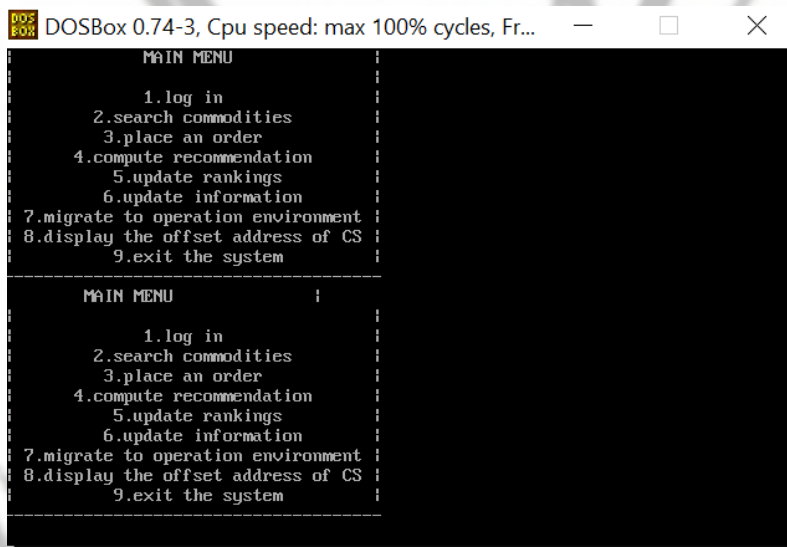 DOSBox 0.74-3, Cpu speed: max 100% cycles, Fr...
¦ MAIN MENU ¦
¦ ¦
¦ 1.log in ¦
¦ 2.search commodities ¦
¦ 3.place an order ¦
¦ 4.compute recommendation ¦
¦ 5.update rankings ¦
¦ 6.update information ¦
¦ 7.migrate to operation environment ¦
¦ 8.display the offset address of CS ¦
¦ 9.exit the system ¦
--------------------------------------
MAIN MENU ¦
¦ ¦
¦ 1.log in ¦
¦ 2.search commodities ¦
¦ 3.place an order ¦
¦ 4.compute recommendation ¦
¦ 5.update rankings ¦
¦ 6.update information ¦
¦ 7.migrate to operation environment ¦
¦ 8.display the offset address of CS ¦
¦ 9.exit the system ¦
--------------------------------------